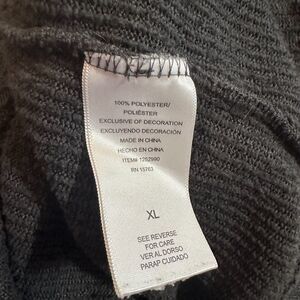 100% POLYESTER/
POLIÉSTER
EXCLUSIVE OF DECORATION
EXCLUYENDO DECORACIÓN
MADE IN CHINA
HECHO EN CHINA
ITEM# 1262990
RN 15763
XL
SEE REVERSE
FOR CARE
VER AL DORSO
PARAP CUIDADO